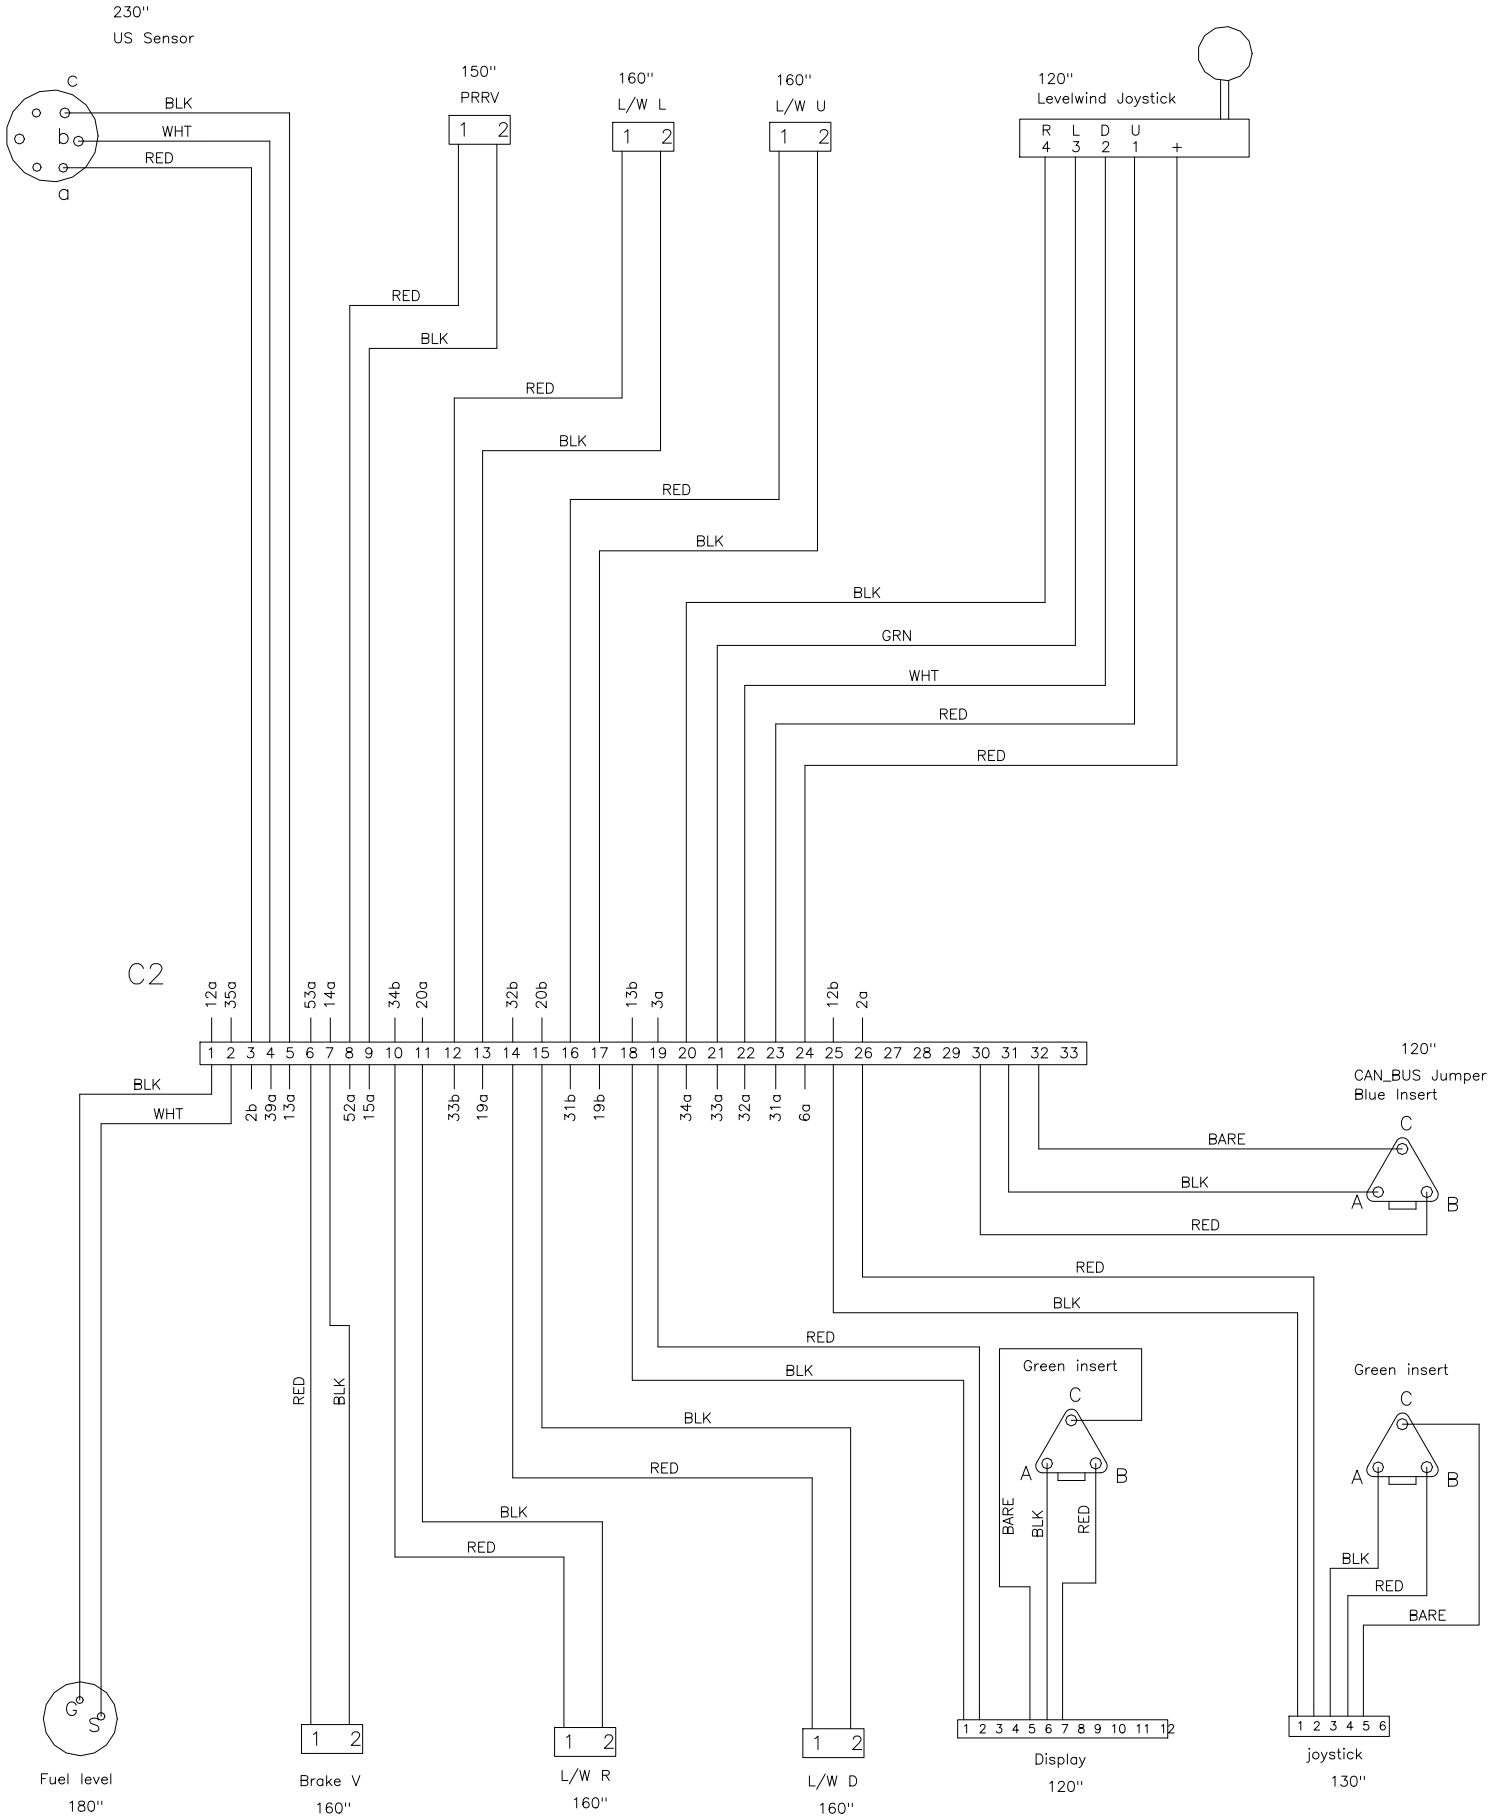 230"
US Sensor
C
BLK
b
WHT
RED
a
150"
PRRV
1 2
160"
L/W L
1 2
160"
L/W U
1 2
120"
Levelwind Joystick
R L D U
4 3 2 1 +
RED
BLK
RED
BLK
RED
BLK
BLK
GRN
WHT
RED
RED
C2
12a 35a 53a 14a 34b 20a 32b 20b 13b 3a 12b 2a
1 2 3 4 5 6 7 8 9 10 11 12 13 14 15 16 17 18 19 20 21 22 23 24 25 26 27 28 29 30 31 32 33
2b 39a 13a 52a 15a 33b 19a 31b 19b 34a 33a 32a 31a 6a
BLK
WHT
120"
CAN_BUS Jumper
Blue Insert
C
BARE
BLK
A B
RED
RED
BLK
RED
BLK
RED
BLK
Green insert
C
A B
BARE
BLK
RED
Green insert
C
A B
BLK
RED
BARE
BLK
RED
BLK
RED
G
S
Fuel level
180"
1 2
Brake V
160"
1 2
L/W R
160"
1 2
L/W D
160"
1 2 3 4 5 6 7 8 9 10 11 12
Display
120"
1 2 3 4 5 6
joystick
130"